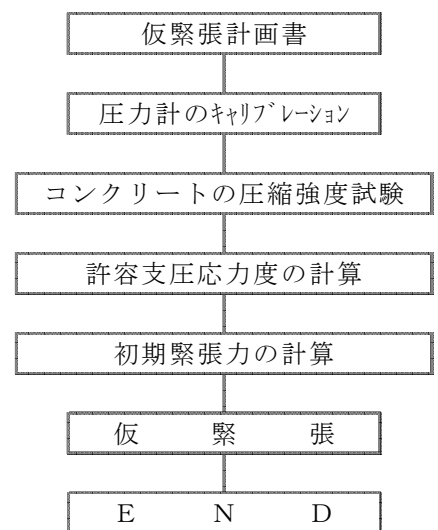 仮緊張計画書
圧力計のｷｬﾘﾌﾞﾚｰｼｮﾝ
コンクリートの圧縮強度試験
許容支圧応力度の計算
初期緊張力の計算
仮　緊　張
Ｅ　Ｎ　Ｄ